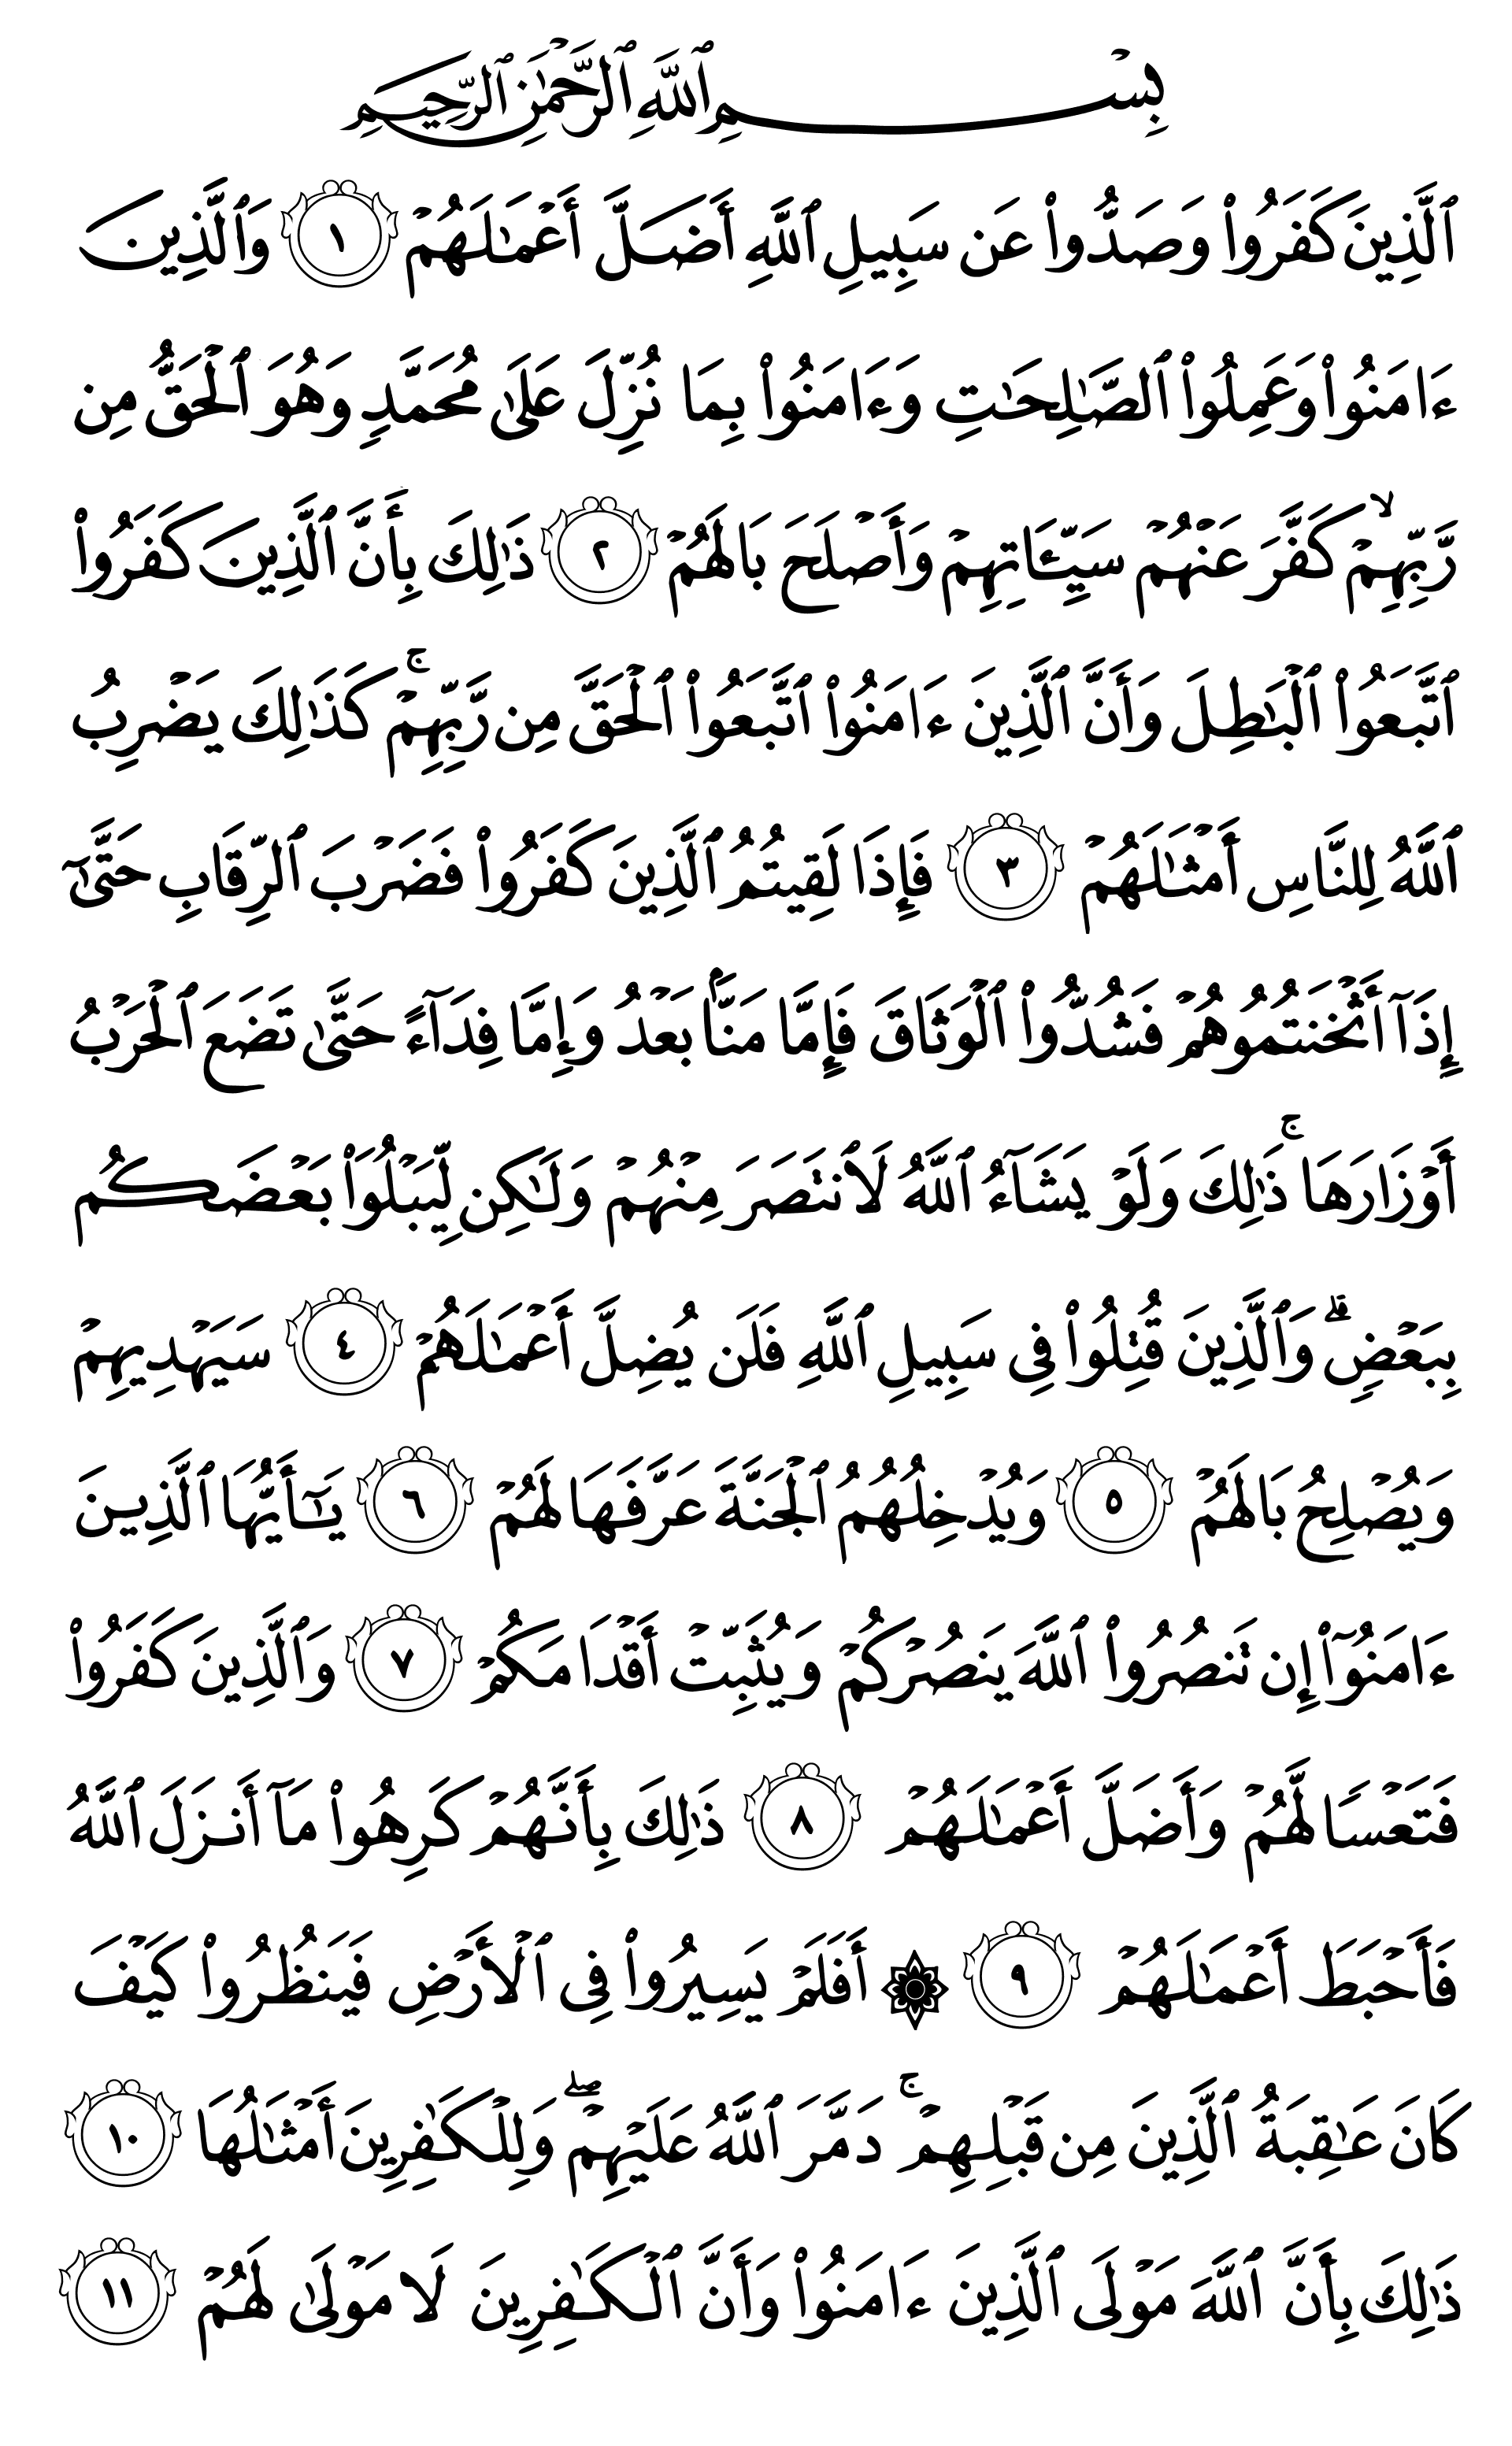 بِسْمِ ٱللَّهِ ٱلرَّحْمَٰنِ ٱلرَّحِيمِ
ٱلَّذِينَ كَفَرُوا۟ وَصَدُّوا۟ عَن سَبِيلِ ٱللَّهِ أَضَلَّ أَعْمَٰلَهُمْ ١ وَٱلَّذِينَ
ءَامَنُوا۟ وَعَمِلُوا۟ ٱلصَّٰلِحَٰتِ وَءَامَنُوا۟ بِمَا نُزِّلَ عَلَىٰ مُحَمَّدٍ وَهُوَ ٱلْحَقُّ مِن
رَّبِّهِمْ ۙ كَفَّرَ عَنْهُمْ سَيِّـَٔاتِهِمْ وَأَصْلَحَ بَالَهُمْ ٢ ذَٰلِكَ بِأَنَّ ٱلَّذِينَ كَفَرُوا۟
ٱتَّبَعُوا۟ ٱلْبَٰطِلَ وَأَنَّ ٱلَّذِينَ ءَامَنُوا۟ ٱتَّبَعُوا۟ ٱلْحَقَّ مِن رَّبِّهِمْ ۚ كَذَٰلِكَ يَضْرِبُ
ٱللَّهُ لِلنَّاسِ أَمْثَٰلَهُمْ ٣ فَإِذَا لَقِيتُمُ ٱلَّذِينَ كَفَرُوا۟ فَضَرْبَ ٱلرِّقَابِ حَتَّىٰٓ
إِذَآ أَثْخَنتُمُوهُمْ فَشُدُّوا۟ ٱلْوَثَاقَ فَإِمَّا مَنًّۢا بَعْدُ وَإِمَّا فِدَآءً حَتَّىٰ تَضَعَ ٱلْحَرْبُ
أَوْزَارَهَا ۚ ذَٰلِكَ وَلَوْ يَشَآءُ ٱللَّهُ لَٱنتَصَرَ مِنْهُمْ وَلَٰكِن لِّيَبْلُوَا۟ بَعْضَكُم
بِبَعْضٍ ۗ وَٱلَّذِينَ قُتِلُوا۟ فِى سَبِيلِ ٱللَّهِ فَلَن يُضِلَّ أَعْمَٰلَهُمْ ٤ سَيَهْدِيهِمْ
وَيُصْلِحُ بَالَهُمْ ٥ وَيُدْخِلُهُمُ ٱلْجَنَّةَ عَرَّفَهَا لَهُمْ ٦ يَٰٓأَيُّهَا ٱلَّذِينَ
ءَامَنُوٓا۟ إِن تَنصُرُوا۟ ٱللَّهَ يَنصُرْكُمْ وَيُثَبِّتْ أَقْدَامَكُمْ ٧ وَٱلَّذِينَ كَفَرُوا۟
فَتَعْسًا لَّهُمْ وَأَضَلَّ أَعْمَٰلَهُمْ ٨ ذَٰلِكَ بِأَنَّهُمْ كَرِهُوا۟ مَآ أَنزَلَ ٱللَّهُ
فَأَحْبَطَ أَعْمَٰلَهُمْ ٩ ۞ أَفَلَمْ يَسِيرُوا۟ فِى ٱلْأَرْضِ فَيَنظُرُوا۟ كَيْفَ
كَانَ عَٰقِبَةُ ٱلَّذِينَ مِن قَبْلِهِمْ ۚ دَمَّرَ ٱللَّهُ عَلَيْهِمْ ۖ وَلِلْكَٰفِرِينَ أَمْثَٰلُهَا ١٠
ذَٰلِكَ بِأَنَّ ٱللَّهَ مَوْلَى ٱلَّذِينَ ءَامَنُوا۟ وَأَنَّ ٱلْكَٰفِرِينَ لَا مَوْلَىٰ لَهُمْ ١١